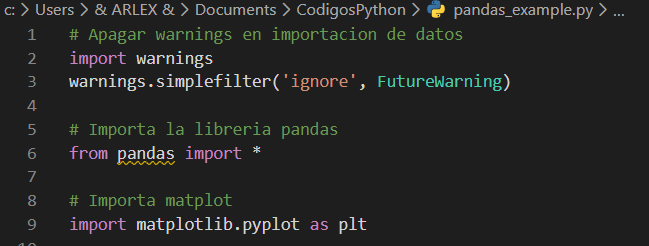 c: > Users > & ARLEX & > Documents > CodigosPython > pandas_example.py > ...
1 # Apagar warnings en importacion de datos
2 import warnings
3 warnings.simplefilter('ignore', FutureWarning)
4
5 # Importa la libreria pandas
6 from pandas import *
7
8 # Importa matplot
9 import matplotlib.pyplot as plt